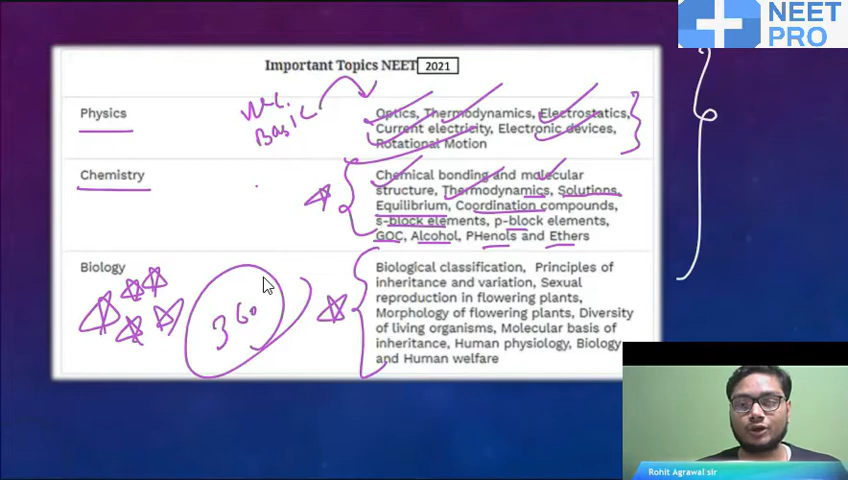 NEET
PRO
Important Topics NEET 2021
Physics
Optics, Thermodynamics, Electrostatics,
Current electricity, Electronic devices,
Rotational Motion
Basic
Chemistry
Chemical bonding and molecular
structure, Thermodynamics, Solutions,
Equilibrium, Coordination compounds,
s-block elements, p-block elements,
GOC, Alcohol, PHenols and Ethers
Biology
360
Biological classification, Principles of
inheritance and variation, Sexual
reproduction in flowering plants,
Morphology of flowering plants, Diversity
of living organisms, Molecular basis of
inheritance, Human physiology, Biology
and Human welfare
Rohit Agrawal sir